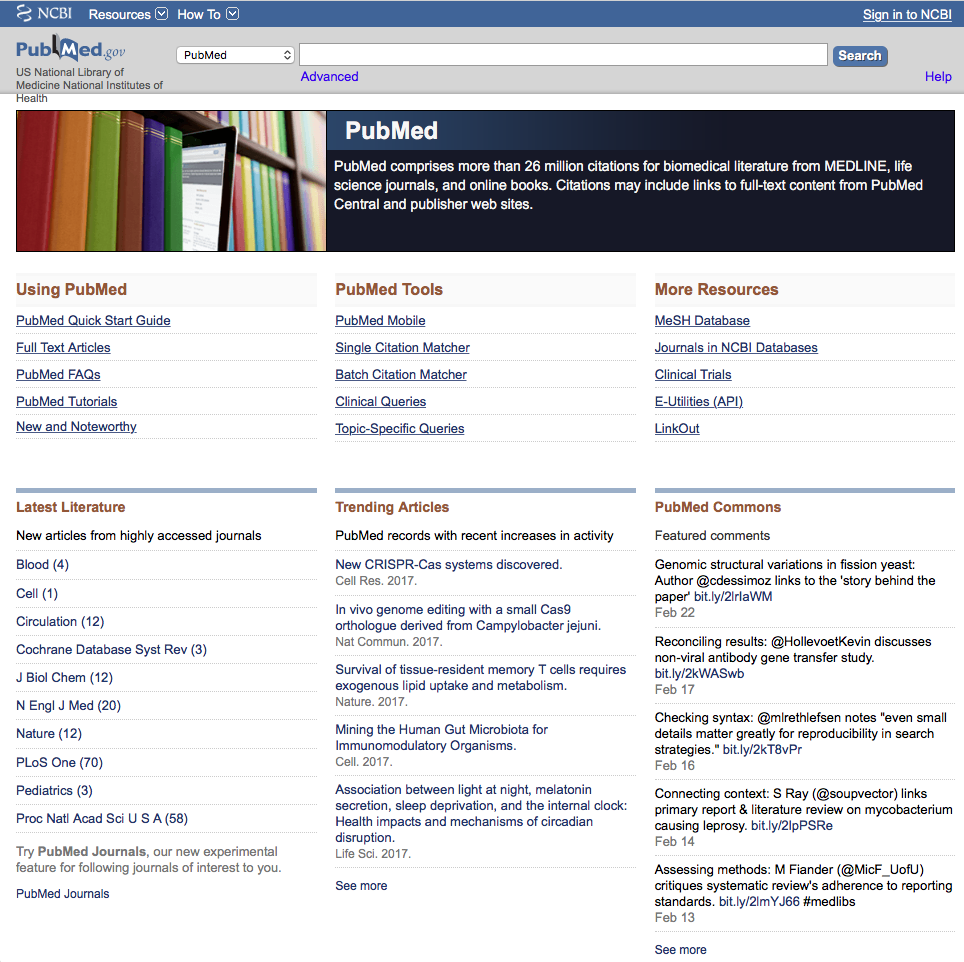 NCBI Resources How To Sign in to NCBI
PubMed.gov
US National Library of
Medicine National Institutes of
Health
PubMed
Search
Advanced
Help
PubMed
PubMed comprises more than 26 million citations for biomedical literature from MEDLINE, life
science journals, and online books. Citations may include links to full-text content from PubMed
Central and publisher web sites.
Using PubMed
PubMed Quick Start Guide
Full Text Articles
PubMed FAQs
PubMed Tutorials
New and Noteworthy
PubMed Tools
PubMed Mobile
Single Citation Matcher
Batch Citation Matcher
Clinical Queries
Topic-Specific Queries
More Resources
MeSH Database
Journals in NCBI Databases
Clinical Trials
E-Utilities (API)
LinkOut
Latest Literature
New articles from highly accessed journals
Blood (4)
Cell (1)
Circulation (12)
Cochrane Database Syst Rev (3)
J Biol Chem (12)
N Engl J Med (20)
Nature (12)
PLoS One (70)
Pediatrics (3)
Proc Natl Acad Sci U S A (58)
Try PubMed Journals, our new experimental
feature for following journals of interest to you.
PubMed Journals
Trending Articles
PubMed records with recent increases in activity
New CRISPR-Cas systems discovered.
Cell Res. 2017.
In vivo genome editing with a small Cas9
orthologue derived from Campylobacter jejuni.
Nat Commun. 2017.
Survival of tissue-resident memory T cells requires
exogenous lipid uptake and metabolism.
Nature. 2017.
Mining the Human Gut Microbiota for
Immunomodulatory Organisms.
Cell. 2017.
Association between light at night, melatonin
secretion, sleep deprivation, and the internal clock:
Health impacts and mechanisms of circadian
disruption.
Life Sci. 2017.
See more
PubMed Commons
Featured comments
Genomic structural variations in fission yeast:
Author @cdessimoz links to the 'story behind the
paper' bit.ly/2lrIaWM
Feb 22
Reconciling results: @HollevoetKevin discusses
non-viral antibody gene transfer study.
bit.ly/2kWASwb
Feb 17
Checking syntax: @mlrethlefsen notes "even small
details matter greatly for reproducibility in search
strategies." bit.ly/2kT8vPr
Feb 16
Connecting context: S Ray (@soupvector) links
primary report & literature review on mycobacterium
causing leprosy. bit.ly/2lpPSRe
Feb 14
Assessing methods: M Fiander (@MicF_UofU)
critiques systematic review's adherence to reporting
standards. bit.ly/2lmYJ66 #medlibs
Feb 13
See more